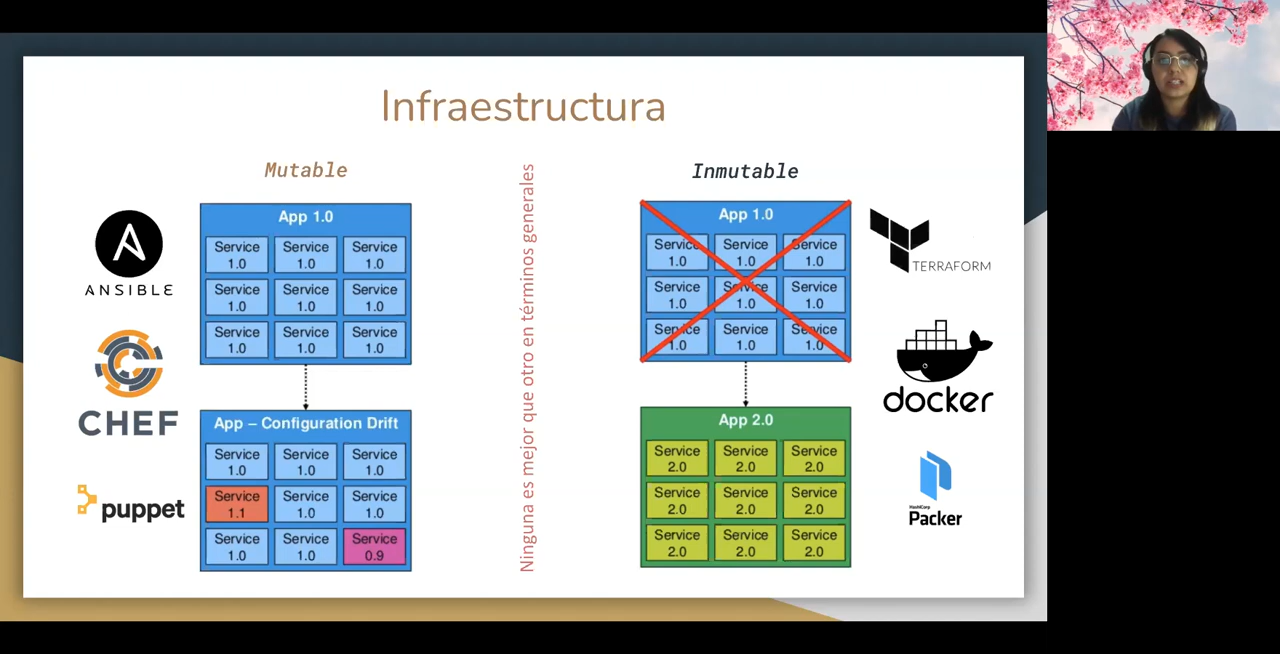 Infraestructura
Mutable
Inmutable
Ninguna es mejor que otro en términos generales
ANSIBLE
CHEF
puppet
App 1.0
Service Service Service
1.0 1.0 1.0
Service Service Service
1.0 1.0 1.0
Service Service Service
1.0 1.0 1.0
App – Configuration Drift
Service Service Service
1.0 1.0 1.0
Service Service Service
1.1 1.0 1.0
Service Service Service
1.0 1.0 0.9
App 1.0
Service Service Service
1.0 1.0 1.0
Service Service Service
1.0 1.0 1.0
Service Service Service
1.0 1.0 1.0
App 2.0
Service Service Service
2.0 2.0 2.0
Service Service Service
2.0 2.0 2.0
Service Service Service
2.0 2.0 2.0
TERRAFORM
docker
HashiCorp
Packer